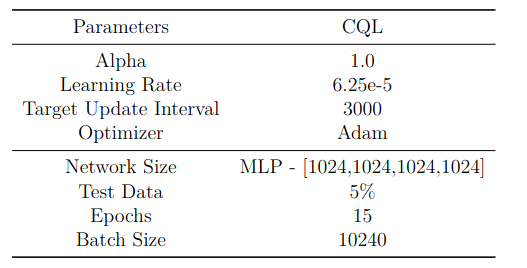 Parameters CQL
Alpha 1.0
Learning Rate 6.25e-5
Target Update Interval 3000
Optimizer Adam
Network Size MLP - [1024,1024,1024,1024]
Test Data 5%
Epochs 15
Batch Size 10240